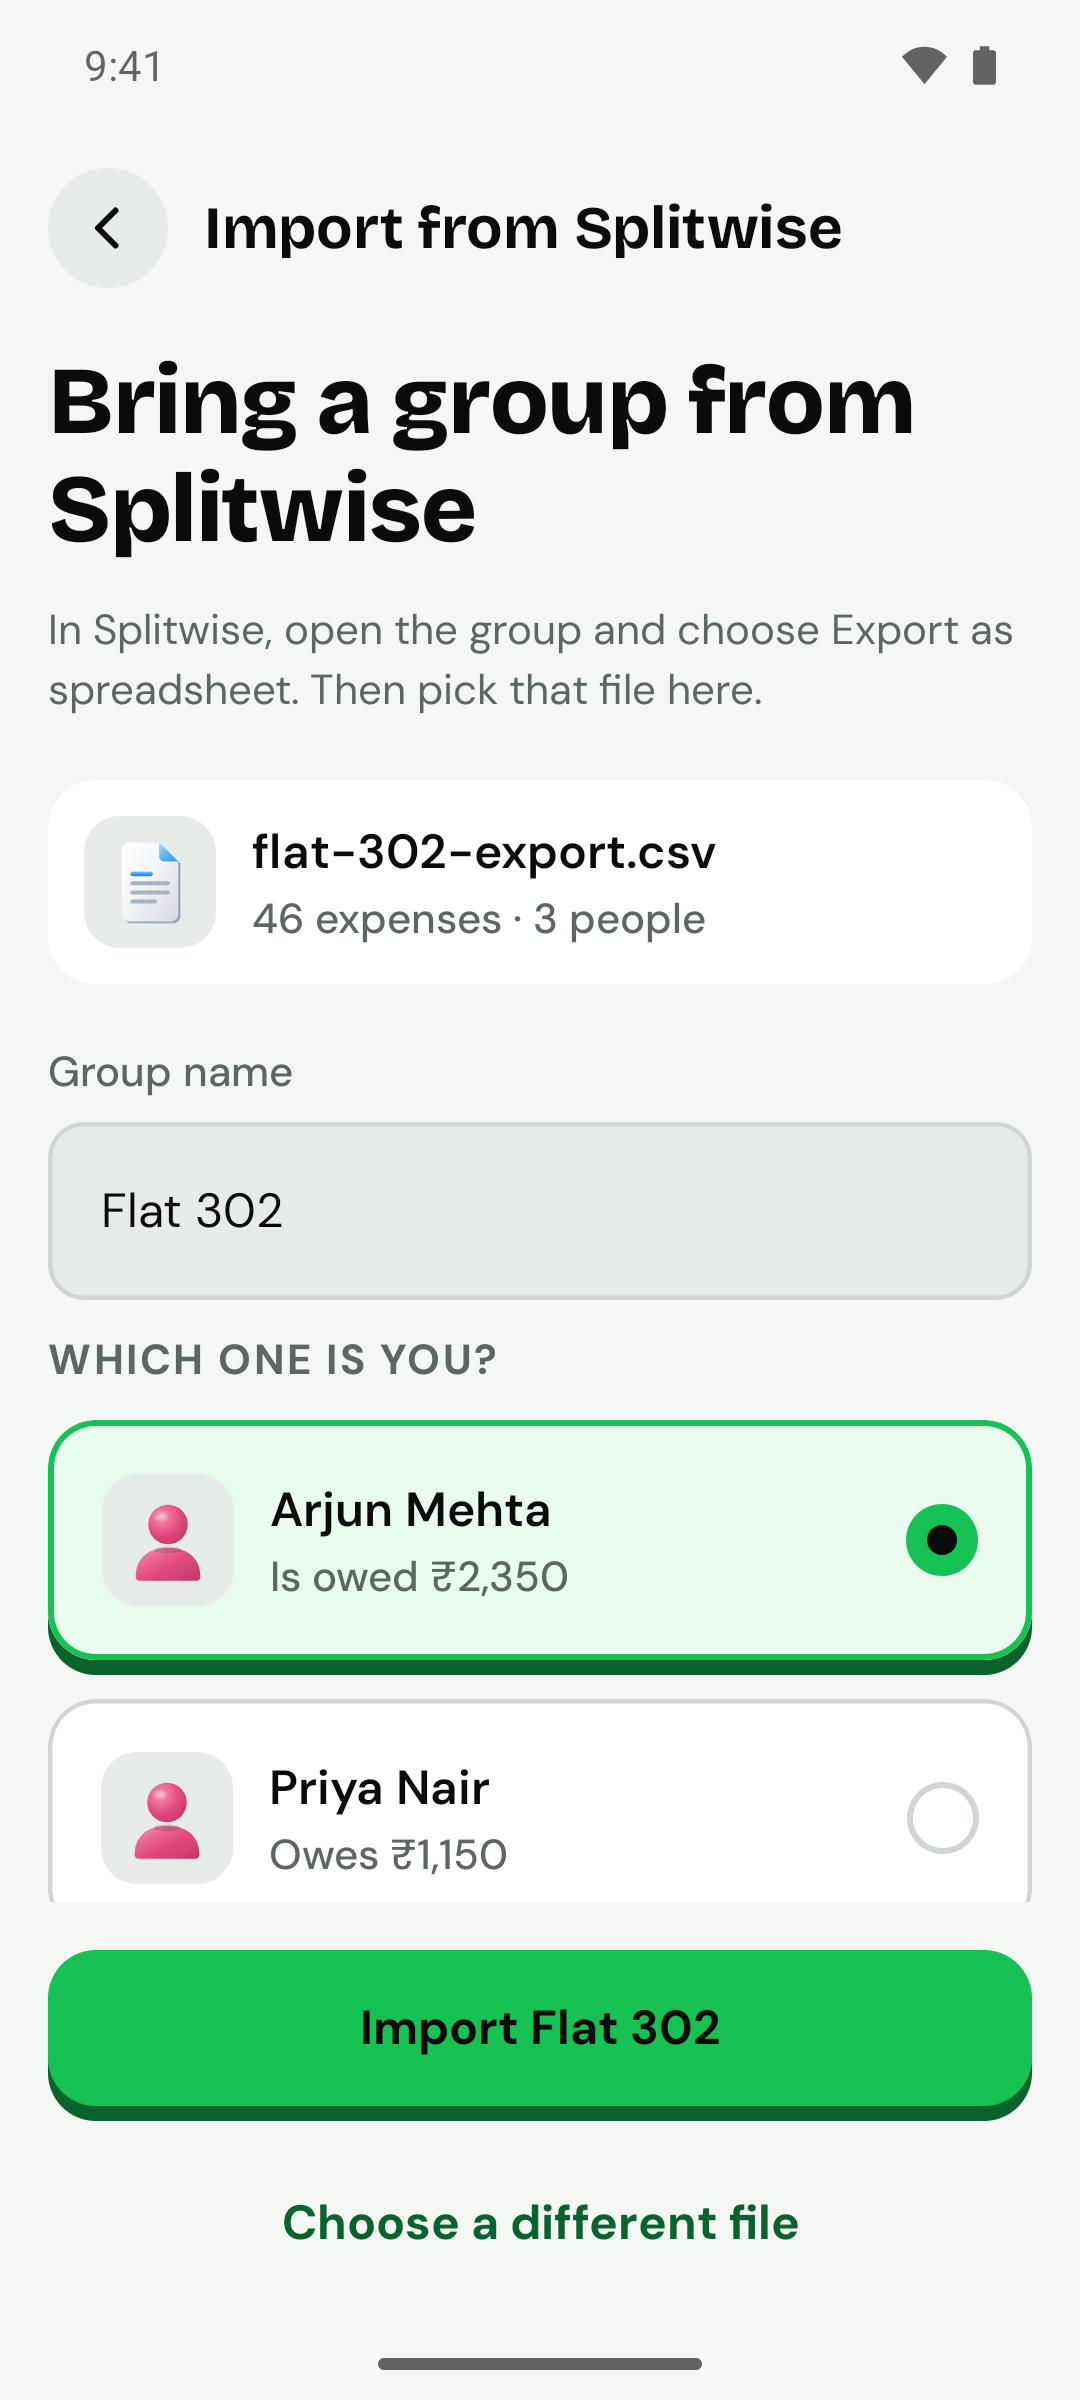 9:41
Import from Splitwise
Bring a group from
Splitwise
In Splitwise, open the group and choose Export as
spreadsheet. Then pick that file here.
flat-302-export.csv
46 expenses · 3 people
Group name
Flat 302
WHICH ONE IS YOU?
Arjun Mehta
Is owed ₹2,350
Priya Nair
Owes ₹1,150
Import Flat 302
Choose a different file